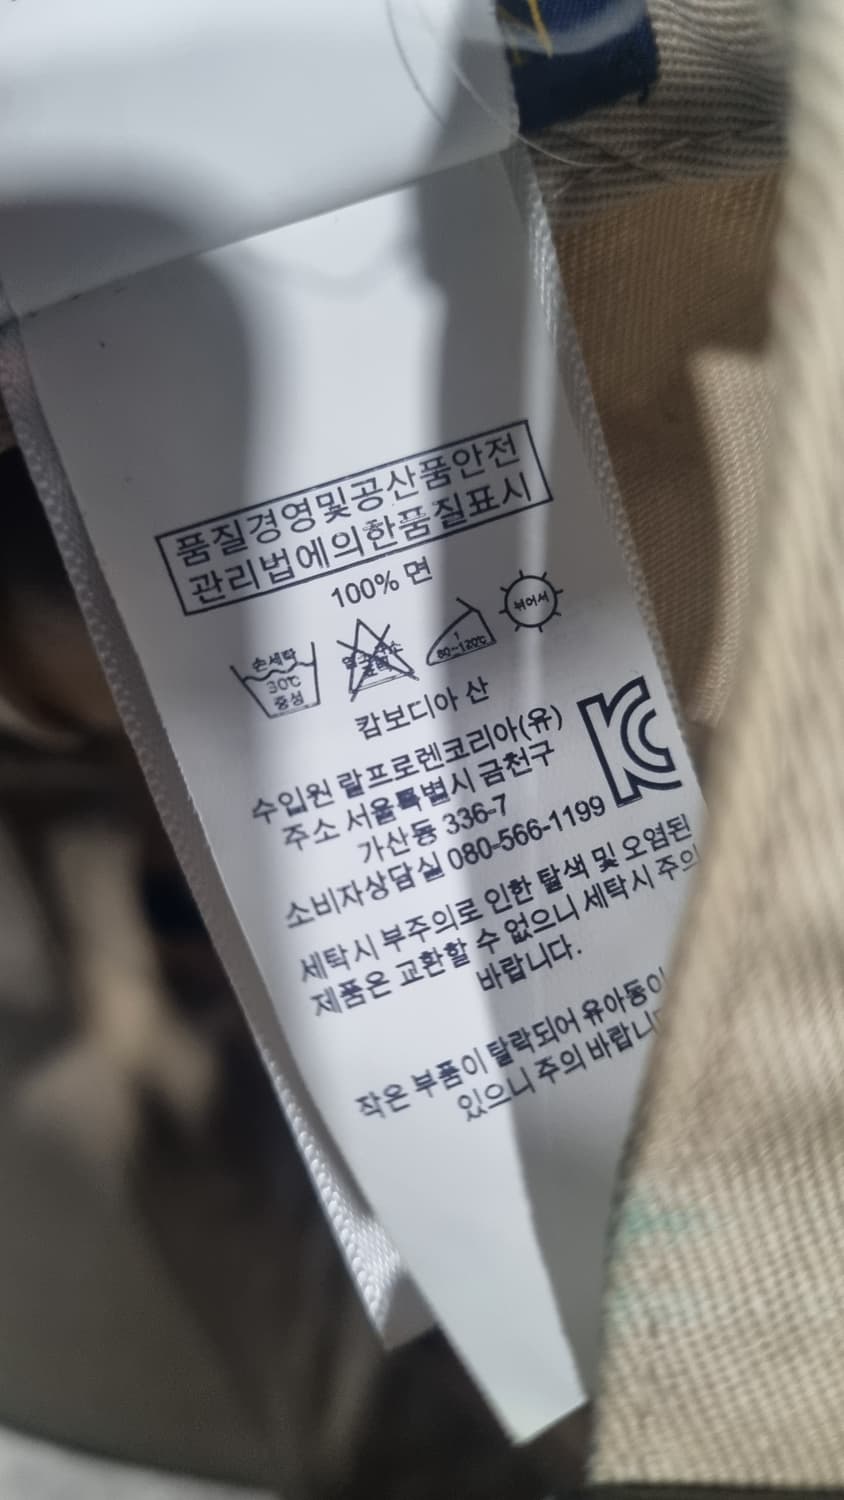 품질경영및공산품안전
관리법에의한품질표시
100% 면
손세탁
30℃
중성
1
80~120℃
뉘어서
캄보디아 산
수입원 랄프로렌코리아(유)
주소 서울특별시 금천구
가산동 336-7
소비자상담실 080-566-1199
세탁시 부주의로 인한 탈색 및 오염된
제품은 교환할 수 없으니 세탁시 주의
바랍니다.
작은 부품이 탈락되어 유아동이
있으니 주의 바랍니